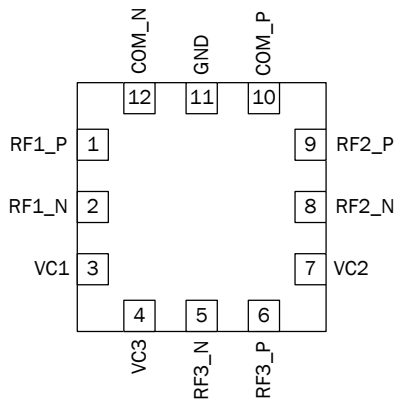 COM_N
GND
COM_P
12
11
10
RF1_P
1
9
RF2_P
RF1_N
2
8
RF2_N
VC1
3
7
VC2
4
5
6
VC3
RF3_N
RF3_P